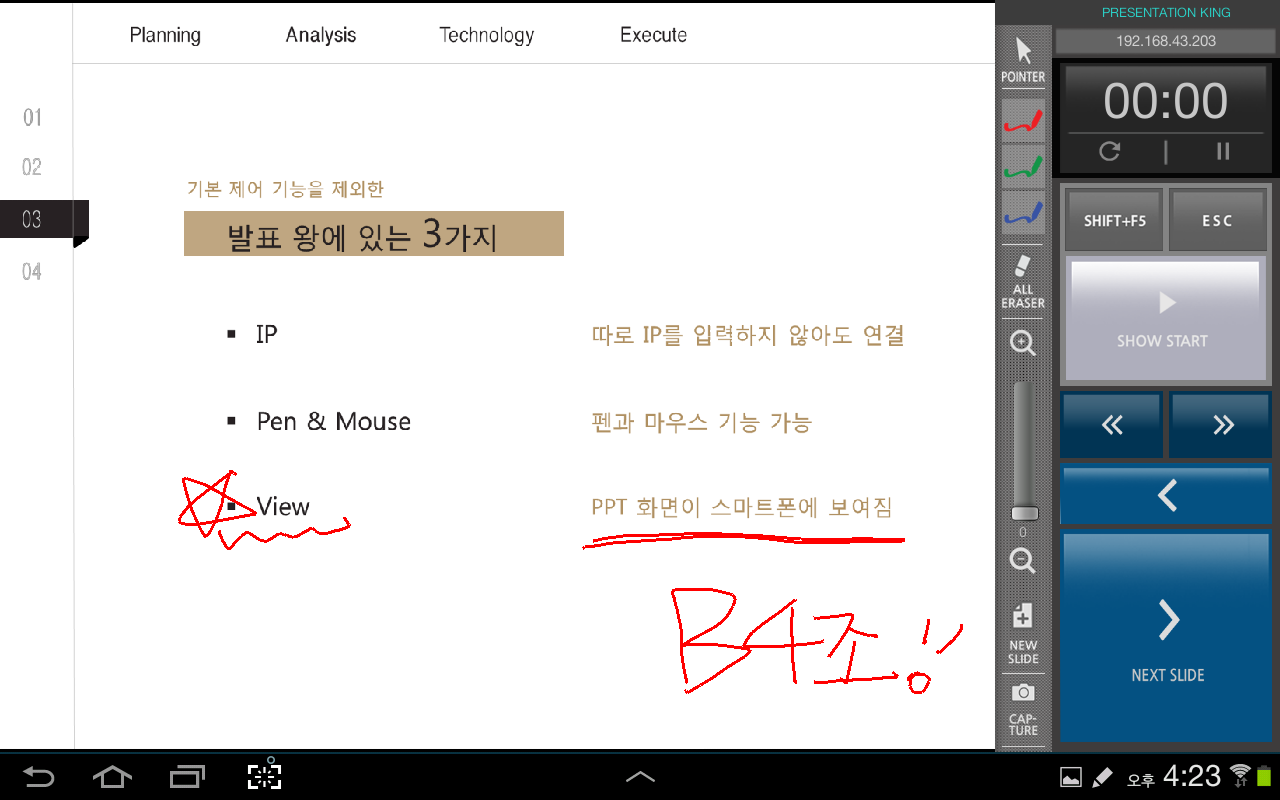 Planning Analysis Technology Execute
01
02
03
04
기본 제어 기능을 제외한
발표 왕에 있는 3가지
▪ IP 따로 IP를 입력하지 않아도 연결
▪ Pen & Mouse 펜과 마우스 기능 가능
▪ View PPT 화면이 스마트폰에 보여짐
B4조!!
POINTER
ALL
ERASER
0
NEW
SLIDE
CAP-
TURE
PRESENTATION KING
192.168.43.203
00:00
SHIFT+F5 ESC
SHOW START
NEXT SLIDE
오후 4:23